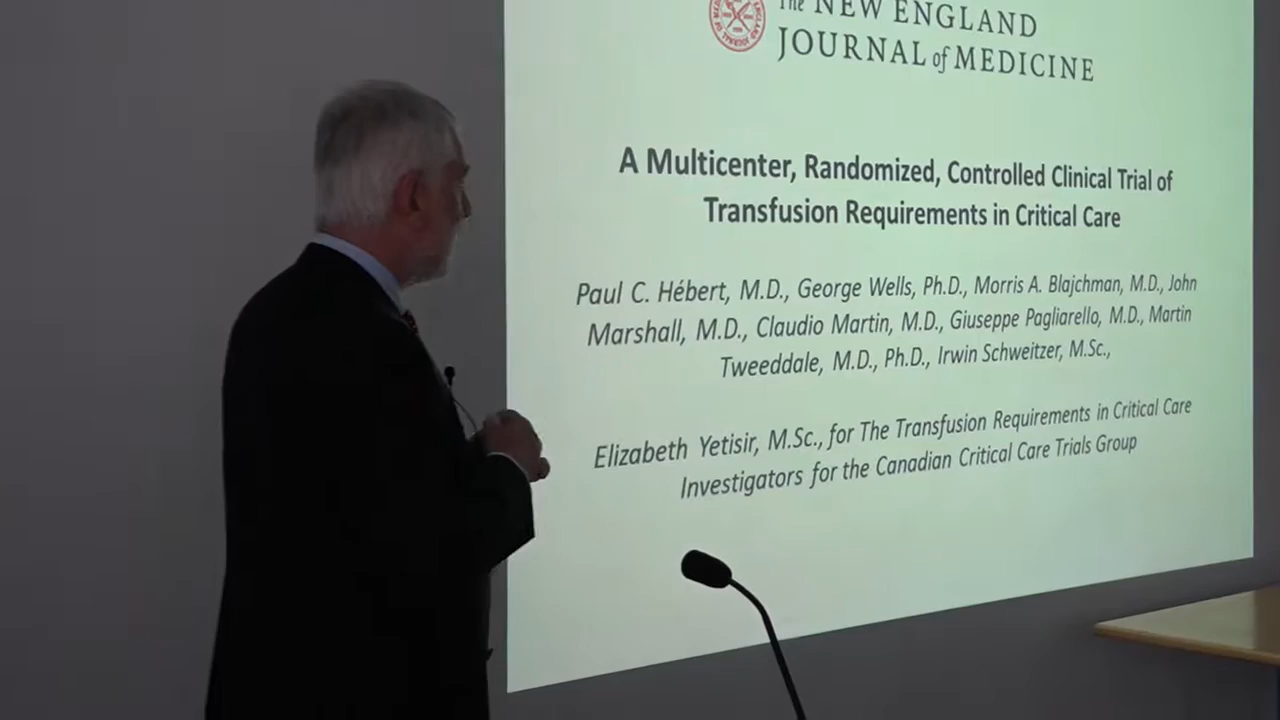 The NEW ENGLAND
JOURNAL of MEDICINE
A Multicenter, Randomized, Controlled Clinical Trial of
Transfusion Requirements in Critical Care
Paul C. Hébert, M.D., George Wells, Ph.D., Morris A. Blajchman, M.D., John
Marshall, M.D., Claudio Martin, M.D., Giuseppe Pagliarello, M.D., Martin
Tweeddale, M.D., Ph.D., Irwin Schweitzer, M.Sc.,
Elizabeth Yetisir, M.Sc., for The Transfusion Requirements in Critical Care
Investigators for the Canadian Critical Care Trials Group